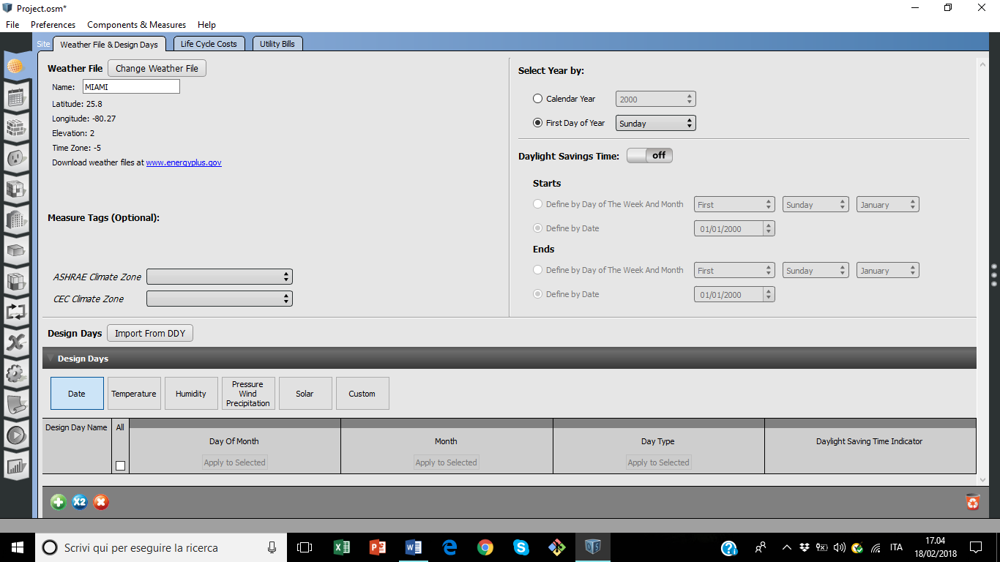 Project.osm*
File Preferences Components & Measures Help
Site Weather File & Design Days Life Cycle Costs Utility Bills
Weather File Change Weather File
Name: MIAMI
Latitude: 25.8
Longitude: -80.27
Elevation: 2
Time Zone: -5
Download weather files at www.energyplus.gov
Measure Tags (Optional):
ASHRAE Climate Zone
CEC Climate Zone
Select Year by:
Calendar Year 2000
First Day of Year Sunday
Daylight Savings Time: off
Starts
Define by Day of The Week And Month First Sunday January
Define by Date 01/01/2000
Ends
Define by Day of The Week And Month First Sunday January
Define by Date 01/01/2000
Design Days Import From DDY
Design Days
Date Temperature Humidity Pressure Wind Precipitation Solar Custom
Design Day Name All Day Of Month Month Day Type Daylight Saving Time Indicator
Apply to Selected Apply to Selected Apply to Selected
X2
Scrivi qui per eseguire la ricerca ITA 17.04
18/02/2018